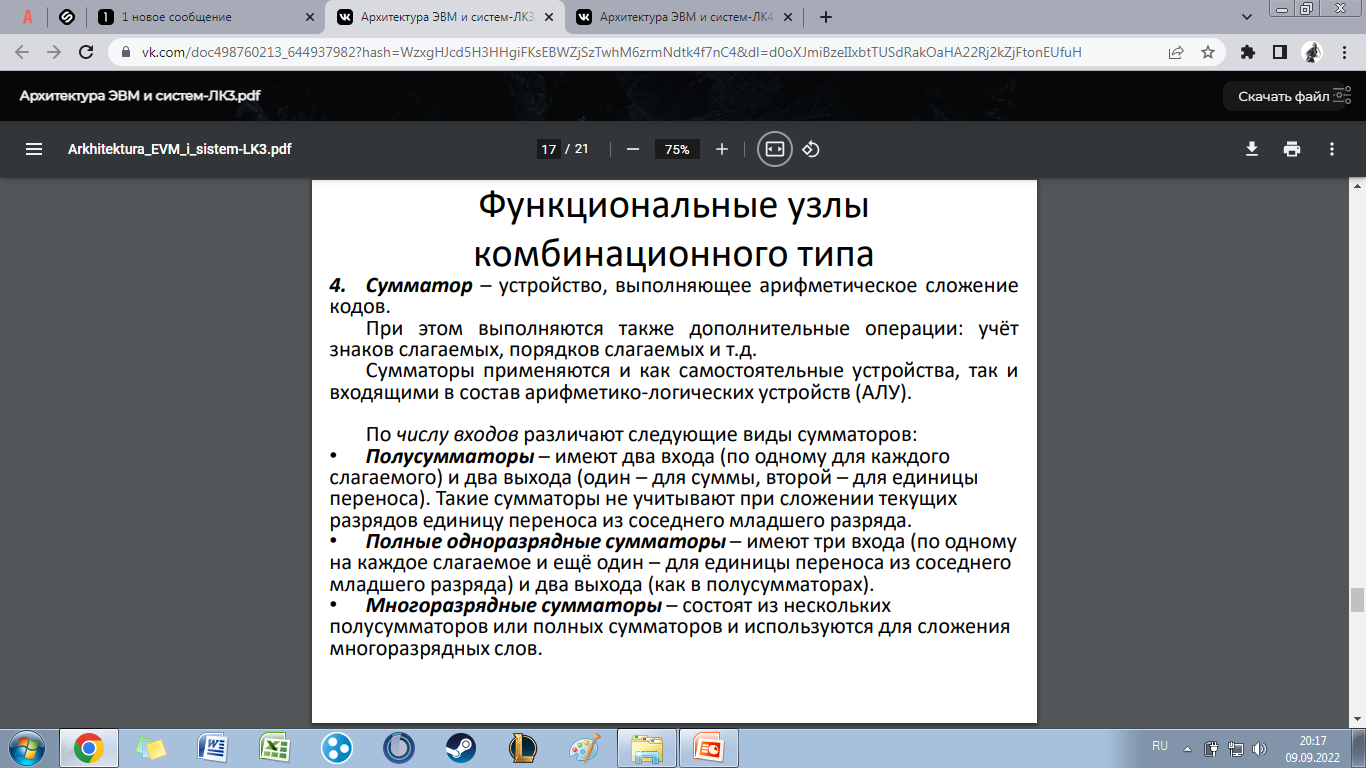 1 новое сообщение
Архитектура ЭВМ и систем-ЛК3
Архитектура ЭВМ и систем-ЛК4
vk.com/doc498760213_644937982?hash=WzxgHJcd5H3HHgiFKsEBWZjSzTwhM6zrmNdtk4f7nC4&dl=d0oXJmiBzeIIxbtTUSdRakOaHA22Rj2kZjFtonEUfuH
Архитектура ЭВМ и систем-ЛК3.pdf
Скачать файл
Arkhitektura_EVM_i_sistem-LK3.pdf
17 / 21
75%
Функциональные узлы
комбинационного типа
4. Сумматор – устройство, выполняющее арифметическое сложение
кодов.
При этом выполняются также дополнительные операции: учёт
знаков слагаемых, порядков слагаемых и т.д.
Сумматоры применяются и как самостоятельные устройства, так и
входящими в состав арифметико-логических устройств (АЛУ).
По числу входов различают следующие виды сумматоров:
• Полусумматоры – имеют два входа (по одному для каждого
слагаемого) и два выхода (один – для суммы, второй – для единицы
переноса). Такие сумматоры не учитывают при сложении текущих
разрядов единицу переноса из соседнего младшего разряда.
• Полные одноразрядные сумматоры – имеют три входа (по одному
на каждое слагаемое и ещё один – для единицы переноса из соседнего
младшего разряда) и два выхода (как в полусумматорах).
• Многоразрядные сумматоры – состоят из нескольких
полусумматоров или полных сумматоров и используются для сложения
многоразрядных слов.
RU
20:17
09.09.2022